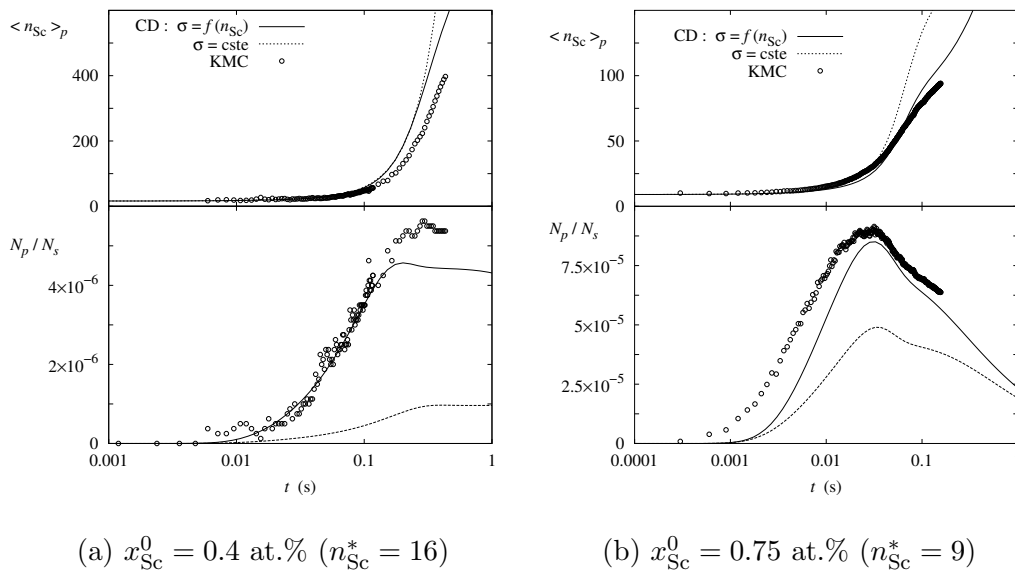 < n_Sc >_p
CD : σ = f (n_Sc)
σ = cste
KMC
400
200
0
N_p / N_s
4×10^−6
2×10^−6
0
0.001 0.01 0.1 1
t (s)
(a) x^0_Sc = 0.4 at.% (n*_Sc = 16)
< n_Sc >_p
CD : σ = f (n_Sc)
σ = cste
KMC
100
50
0
N_p / N_s
7.5×10^−5
5×10^−5
2.5×10^−5
0
0.0001 0.001 0.01 0.1
t (s)
(b) x^0_Sc = 0.75 at.% (n*_Sc = 9)